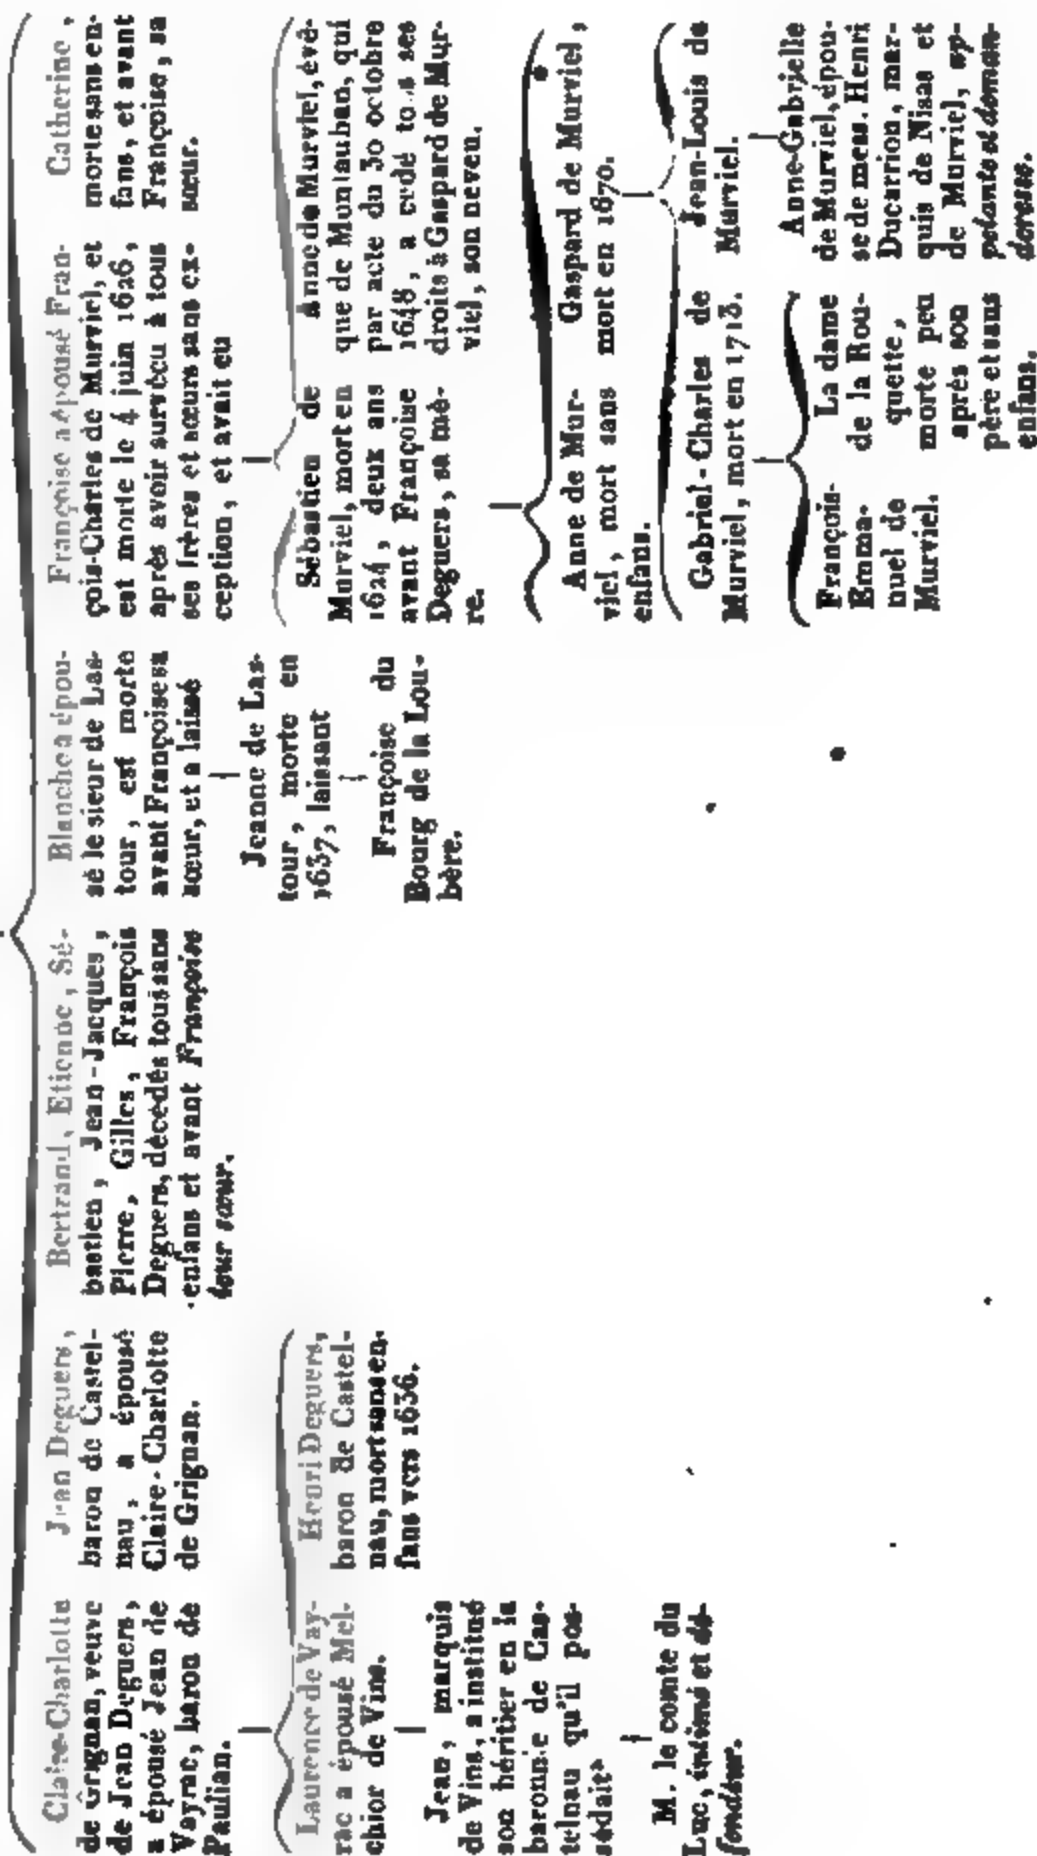 Claire-Charlotte
de Grignan, veuve
de Jean Deguers,
a épousé Jean de
Vayrac, baron de
Paulian.
Laurence de Vay-
rac a épousé Mel-
chior de Vins.
Jean, marquis
de Vins, a institué
son héritier en la
baronnie de Cas-
telnau qu'il pos-
sédait
M. le comte du
Luc, intimé et dé-
fendeur.
Jean Deguers,
baron de Castel-
nau, a épousé
Claire-Charlotte
de Grignan.
Henri Deguers,
baron de Castel-
nau, mort sans en-
fans vers 1636.
Bertrand, Etienne, Sé-
bastien, Jean-Jacques,
Pierre, Gilles, François
Deguers, décédés tous sans
enfans et avant Françoise
leur sœur.
Blanche a épou-
sé le sieur de Las-
tour, est morte
avant Françoise sa
sœur, et a laissé
Jeanne de Las-
tour, morte en
1637, laissant
Françoise du
Bourg de la Lou-
bère.
Françoise a épousé Fran-
çois-Charles de Murviel, et
est morte le 4 juin 1626,
après avoir survécu à tous
ses frères et sœurs sans ex-
ception, et avait eu
Sébastien de
Murviel, mort en
1624, deux ans
avant Françoise
Deguers, sa mè-
re.
Anne de Murviel, évê-
que de Montauban, qui
par acte du 30 octobre
1648, a cédé tous ses
droits à Gaspard de Mur-
viel, son neveu.
Anne de Mur-
viel, mort sans
enfans.
Gaspard de Murviel,
mort en 1670.
Gabriel-Charles de
Murviel, mort en 1713.
Jean-Louis de
Murviel.
François-
Emma-
nuel de
Murviel.
La dame
de la Rou-
quette,
morte peu
après son
père et sans
enfans.
Anne-Gabrielle
de Murviel, épou-
se de mess. Henri
Ducarion, mar-
quis de Nisas et
de Murviel, ap-
pelante et deman-
deresse.
Catherine,
morte sans en-
fans, et avant
Françoise, sa
sœur.